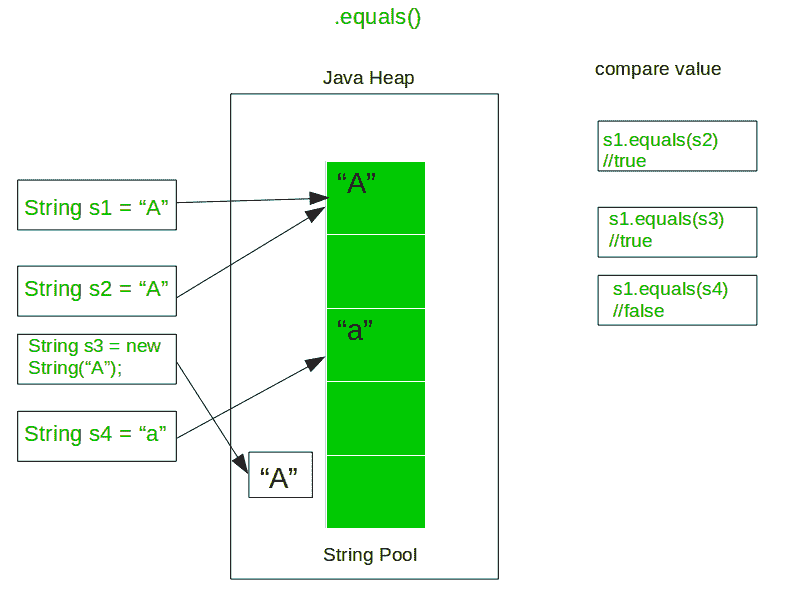 .equals()
Java Heap
compare value
String s1 = “A”
String s2 = “A”
String s3 = new
String(“A”);
String s4 = “a”
“A”
“a”
“A”
String Pool
s1.equals(s2)
//true
s1.equals(s3)
//true
s1.equals(s4)
//false